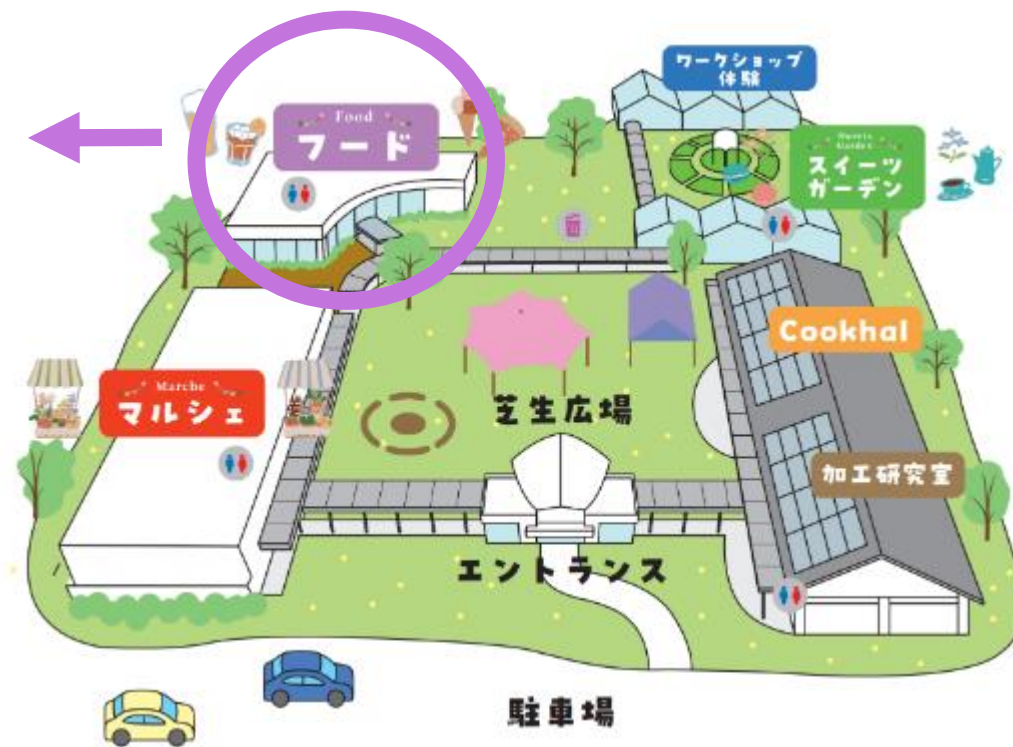 ワークショップ
体験
Food
フード
Sweets
Garden
スイーツ
ガーデン
Cookhal
Marche
マルシェ
芝生広場
加工研究室
エントランス
駐車場